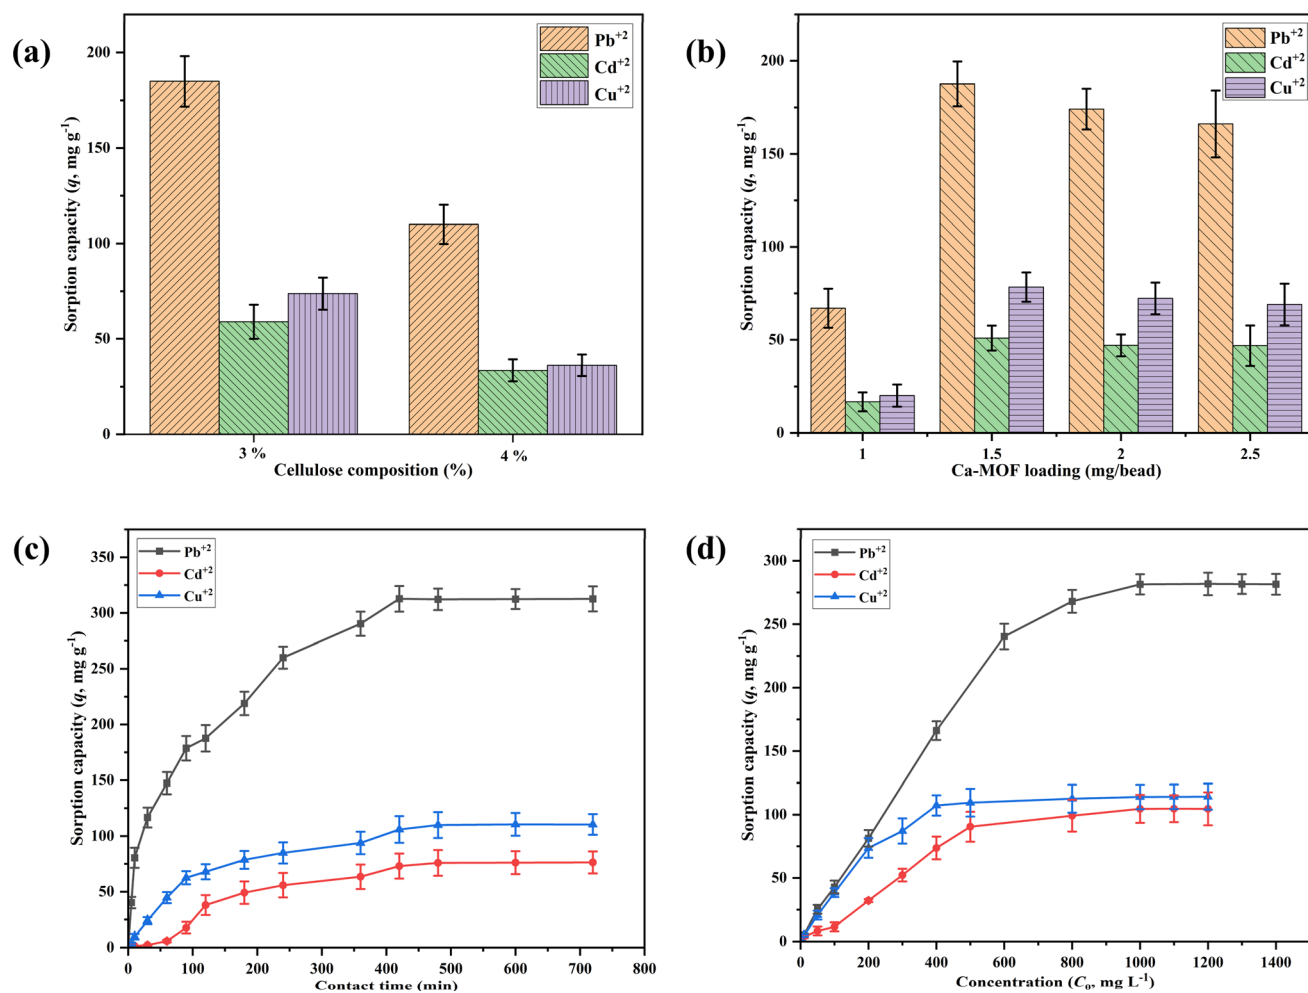 (a)
Sorption capacity (q, mg g⁻¹)
200
150
100
50
0
Pb⁺²
Cd⁺²
Cu⁺²
3 %
4 %
Cellulose composition (%)
(b)
Sorption capacity (q, mg g⁻¹)
200
150
100
50
0
Pb⁺²
Cd⁺²
Cu⁺²
1
1.5
2
2.5
Ca-MOF loading (mg/bead)
(c)
Sorption capacity (q, mg g⁻¹)
350
300
250
200
150
100
50
0
Pb⁺²
Cd⁺²
Cu⁺²
0 100 200 300 400 500 600 700 800
Contact time (min)
(d)
Sorption capacity (q, mg g⁻¹)
300
250
200
150
100
50
0
Pb⁺²
Cd⁺²
Cu⁺²
0 200 400 600 800 1000 1200 1400
Concentration (C₀, mg L⁻¹)